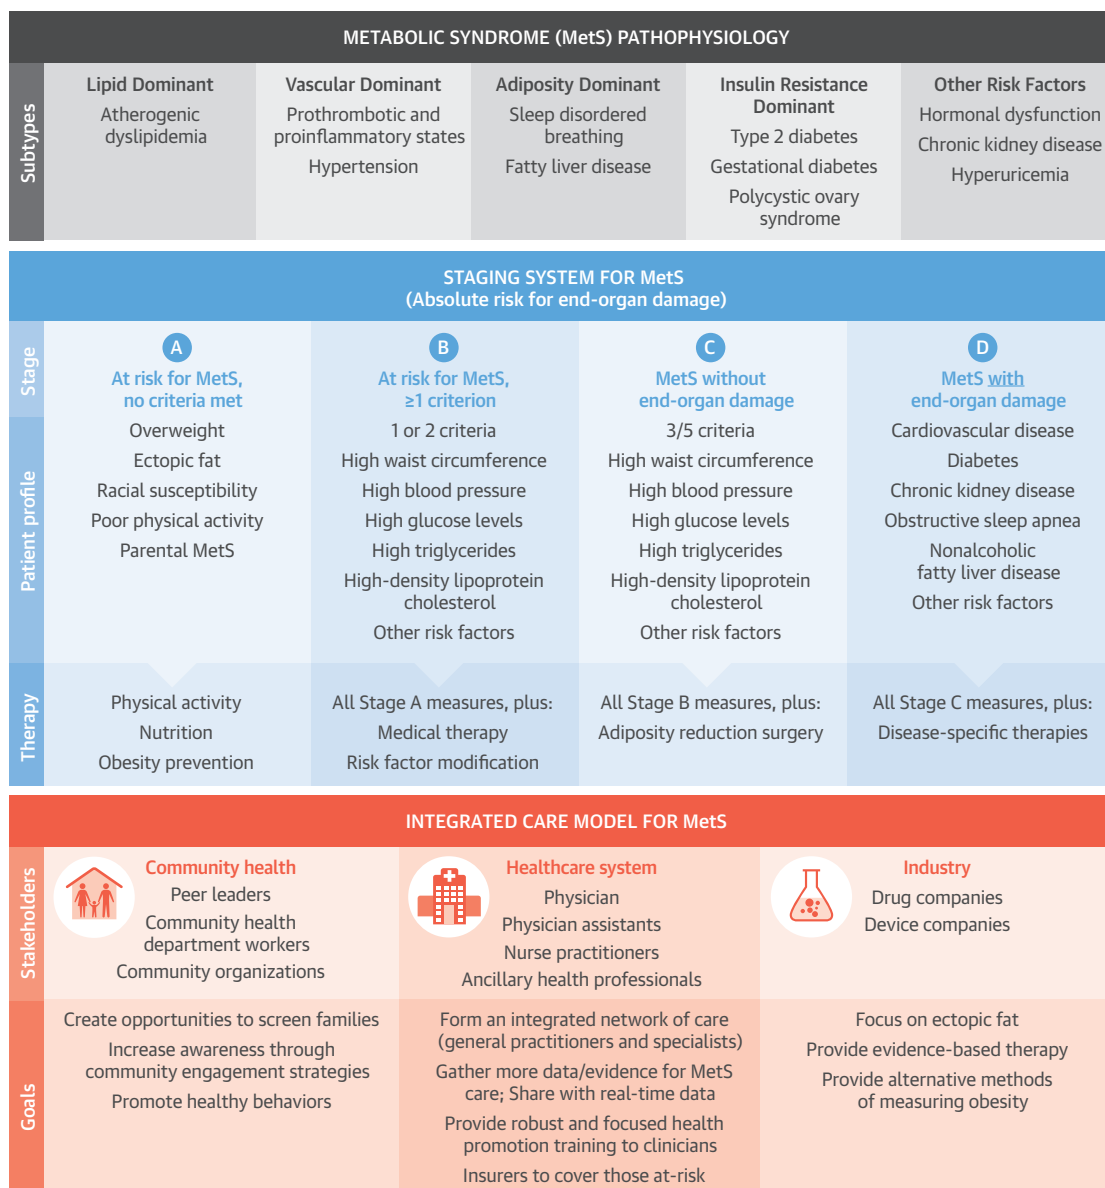 METABOLIC SYNDROME (MetS) PATHOPHYSIOLOGY
Subtypes
Lipid Dominant
Atherogenic
dyslipidemia
Vascular Dominant
Prothrombotic and
proinflammatory states
Hypertension
Adiposity Dominant
Sleep disordered
breathing
Fatty liver disease
Insulin Resistance
Dominant
Type 2 diabetes
Gestational diabetes
Polycystic ovary
syndrome
Other Risk Factors
Hormonal dysfunction
Chronic kidney disease
Hyperuricemia
STAGING SYSTEM FOR MetS
(Absolute risk for end-organ damage)
Stage
A
At risk for MetS,
no criteria met
B
At risk for MetS,
≥1 criterion
C
MetS without
end-organ damage
D
MetS with
end-organ damage
Patient profile
Overweight
Ectopic fat
Racial susceptibility
Poor physical activity
Parental MetS
1 or 2 criteria
High waist circumference
High blood pressure
High glucose levels
High triglycerides
High-density lipoprotein
cholesterol
Other risk factors
3/5 criteria
High waist circumference
High blood pressure
High glucose levels
High triglycerides
High-density lipoprotein
cholesterol
Other risk factors
Cardiovascular disease
Diabetes
Chronic kidney disease
Obstructive sleep apnea
Nonalcoholic
fatty liver disease
Other risk factors
Therapy
Physical activity
Nutrition
Obesity prevention
All Stage A measures, plus:
Medical therapy
Risk factor modification
All Stage B measures, plus:
Adiposity reduction surgery
All Stage C measures, plus:
Disease-specific therapies
INTEGRATED CARE MODEL FOR MetS
Stakeholders
Community health
Peer leaders
Community health
department workers
Community organizations
Healthcare system
Physician
Physician assistants
Nurse practitioners
Ancillary health professionals
Industry
Drug companies
Device companies
Goals
Create opportunities to screen families
Increase awareness through
community engagement strategies
Promote healthy behaviors
Form an integrated network of care
(general practitioners and specialists)
Gather more data/evidence for MetS
care; Share with real-time data
Provide robust and focused health
promotion training to clinicians
Insurers to cover those at-risk
Focus on ectopic fat
Provide evidence-based therapy
Provide alternative methods
of measuring obesity